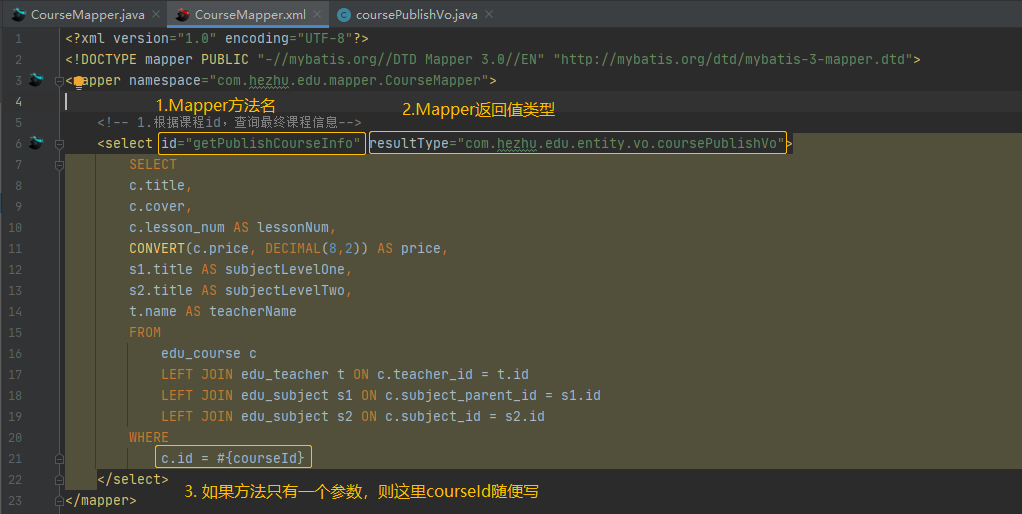 CourseMapper.java CourseMapper.xml coursePublishVo.java
1 <?xml version="1.0" encoding="UTF-8"?>
2 <!DOCTYPE mapper PUBLIC "-//mybatis.org//DTD Mapper 3.0//EN" "http://mybatis.org/dtd/mybatis-3-mapper.dtd">
3 <mapper namespace="com.hezhu.edu.mapper.CourseMapper">
4
1.Mapper方法名 2.Mapper返回值类型
5 <!-- 1.根据课程id，查询最终课程信息-->
6 <select id="getPublishCourseInfo" resultType="com.hezhu.edu.entity.vo.coursePublishVo">
7 SELECT
8 c.title,
9 c.cover,
10 c.lesson_num AS lessonNum,
11 CONVERT(c.price, DECIMAL(8,2)) AS price,
12 s1.title AS subjectLevelOne,
13 s2.title AS subjectLevelTwo,
14 t.name AS teacherName
15 FROM
16 edu_course c
17 LEFT JOIN edu_teacher t ON c.teacher_id = t.id
18 LEFT JOIN edu_subject s1 ON c.subject_parent_id = s1.id
19 LEFT JOIN edu_subject s2 ON c.subject_id = s2.id
20 WHERE
21 c.id = #{courseId}
22 </select>
3. 如果方法只有一个参数，则这里courseId随便写
23 </mapper>